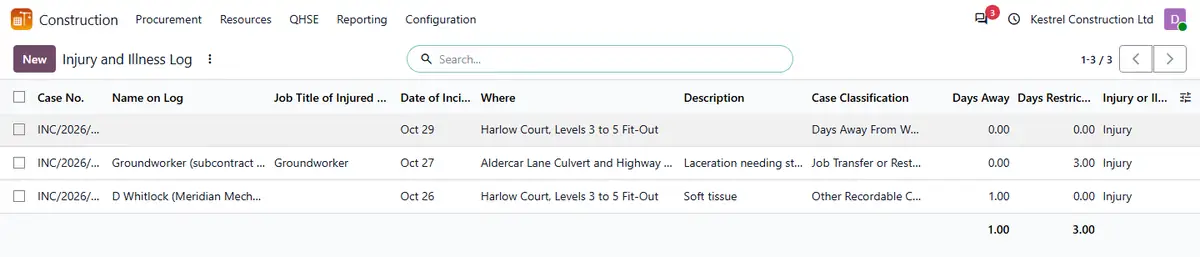 Construction Procurement Resources QHSE Reporting Configuration 3 Kestrel Construction Ltd D
New Injury and Illness Log Search... 1-3 / 3
Case No. Name on Log Job Title of Injured ... Date of Inci... Where Description Case Classification Days Away Days Restric... Injury or Ill...
INC/2026/... Oct 29 Harlow Court, Levels 3 to 5 Fit-Out Days Away From W... 0.00 0.00 Injury
INC/2026/... Groundworker (subcontract ... Groundworker Oct 27 Aldercar Lane Culvert and Highway ... Laceration needing st... Job Transfer or Rest... 0.00 3.00 Injury
INC/2026/... D Whitlock (Meridian Mech... Oct 26 Harlow Court, Levels 3 to 5 Fit-Out Soft tissue Other Recordable C... 1.00 0.00 Injury
1.00 3.00